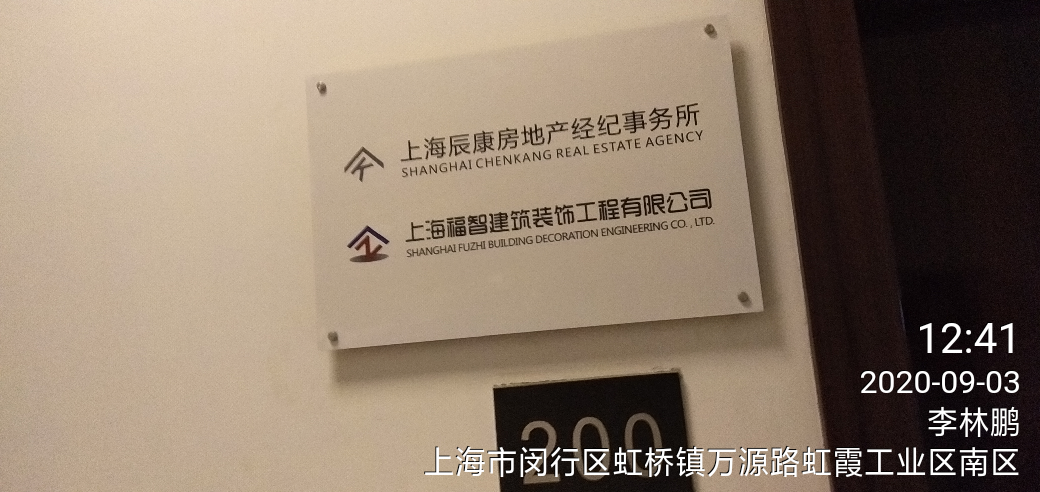 上海辰康房地产经纪事务所
SHANGHAI CHENKANG REAL ESTATE AGENCY
上海福智建筑装饰工程有限公司
SHANGHAI FUZHI BUILDING DECORATION ENGINEERING CO., LTD.
200
12:41
2020-09-03
李林鹏
上海市闵行区虹桥镇万源路虹霞工业区南区